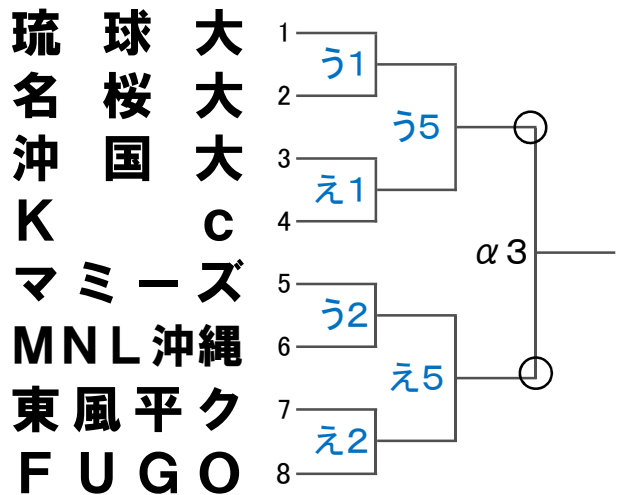 琉球大 1
う1
名桜大 2
う5
沖国大 3
え1
Kc 4
α3
マミーズ 5
う2
MNL沖縄 6
え5
東風平ク 7
え2
FUGO 8